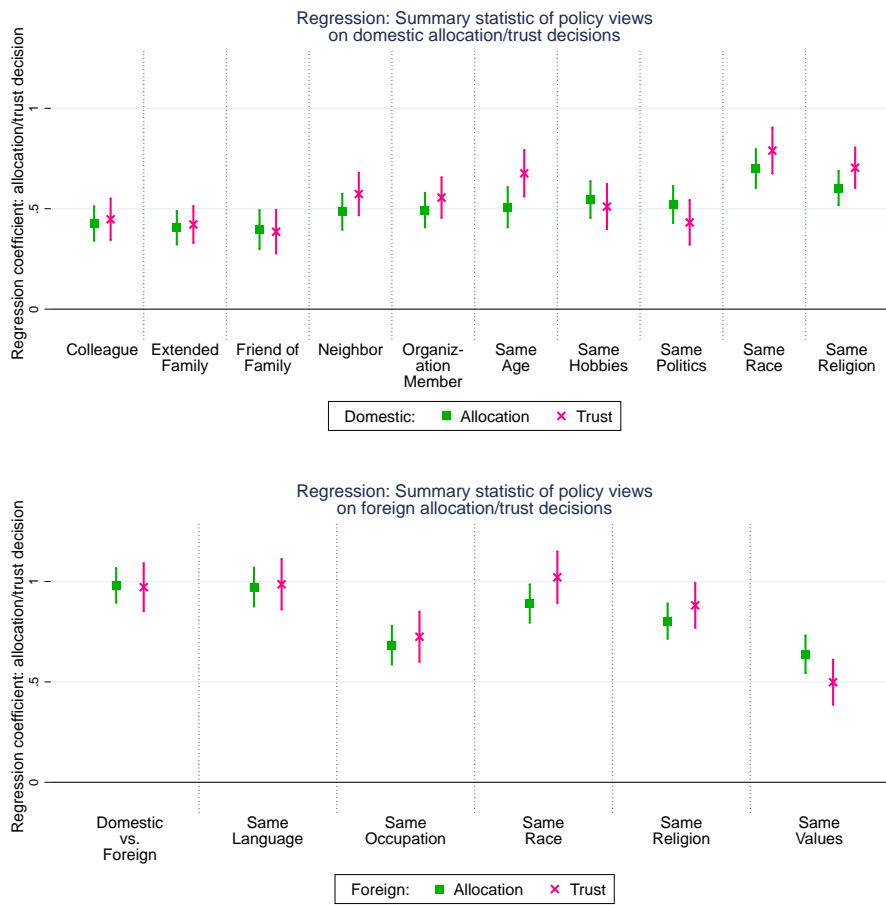 Regression: Summary statistic of policy views
on domestic allocation/trust decisions
Regression coefficient: allocation/trust decision
1
.5
0
Colleague
Extended
Family
Friend of
Family
Neighbor
Organiz-
ation
Member
Same
Age
Same
Hobbies
Same
Politics
Same
Race
Same
Religion
Domestic: Allocation Trust
Regression: Summary statistic of policy views
on foreign allocation/trust decisions
Regression coefficient: allocation/trust decision
1
.5
0
Domestic
vs.
Foreign
Same
Language
Same
Occupation
Same
Race
Same
Religion
Same
Values
Foreign: Allocation Trust